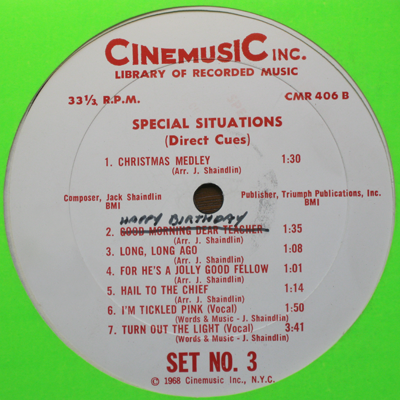 CINEMUSIC INC.
LIBRARY OF RECORDED MUSIC
33 1/3 R.P.M. CMR 406 B
SPECIAL SITUATIONS
(Direct Cues)
1. CHRISTMAS MEDLEY 1:30
(Arr. J. Shaindlin)
Composer, Jack Shaindlin Publisher, Triumph Publications, Inc.
BMI BMI
HAPPY BIRTHDAY
2. GOOD MORNING DEAR TEACHER 1:35
(Arr. J. Shaindlin)
3. LONG, LONG AGO 1:08
(Arr. J. Shaindlin)
4. FOR HE'S A JOLLY GOOD FELLOW 1:01
(Arr. J. Shaindlin)
5. HAIL TO THE CHIEF 1:14
(Arr. J. Shaindlin)
6. I'M TICKLED PINK (Vocal) 1:50
(Words & Music - J. Shaindlin)
7. TURN OUT THE LIGHT (Vocal) 3:41
(Words & Music - J. Shaindlin)
SET NO. 3
© 1968 Cinemusic Inc., N.Y.C.